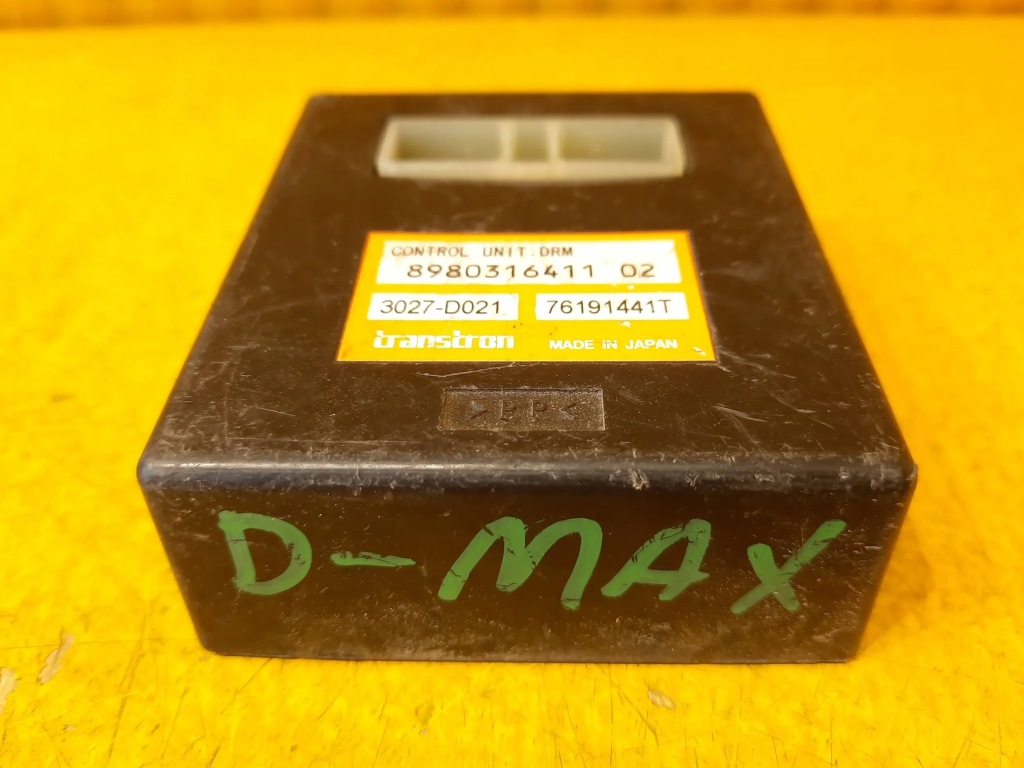 CONTROL UNIT.DRM
8980316411 02
3027-D021 76191441T
transtron MADE IN JAPAN
>PP<
D-MAX